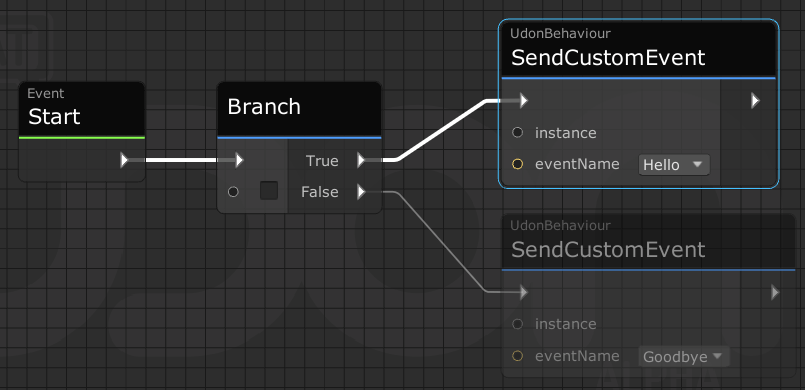 Event
Start
Branch
True
False
UdonBehaviour
SendCustomEvent
instance
eventName Hello
UdonBehaviour
SendCustomEvent
instance
eventName Goodbye